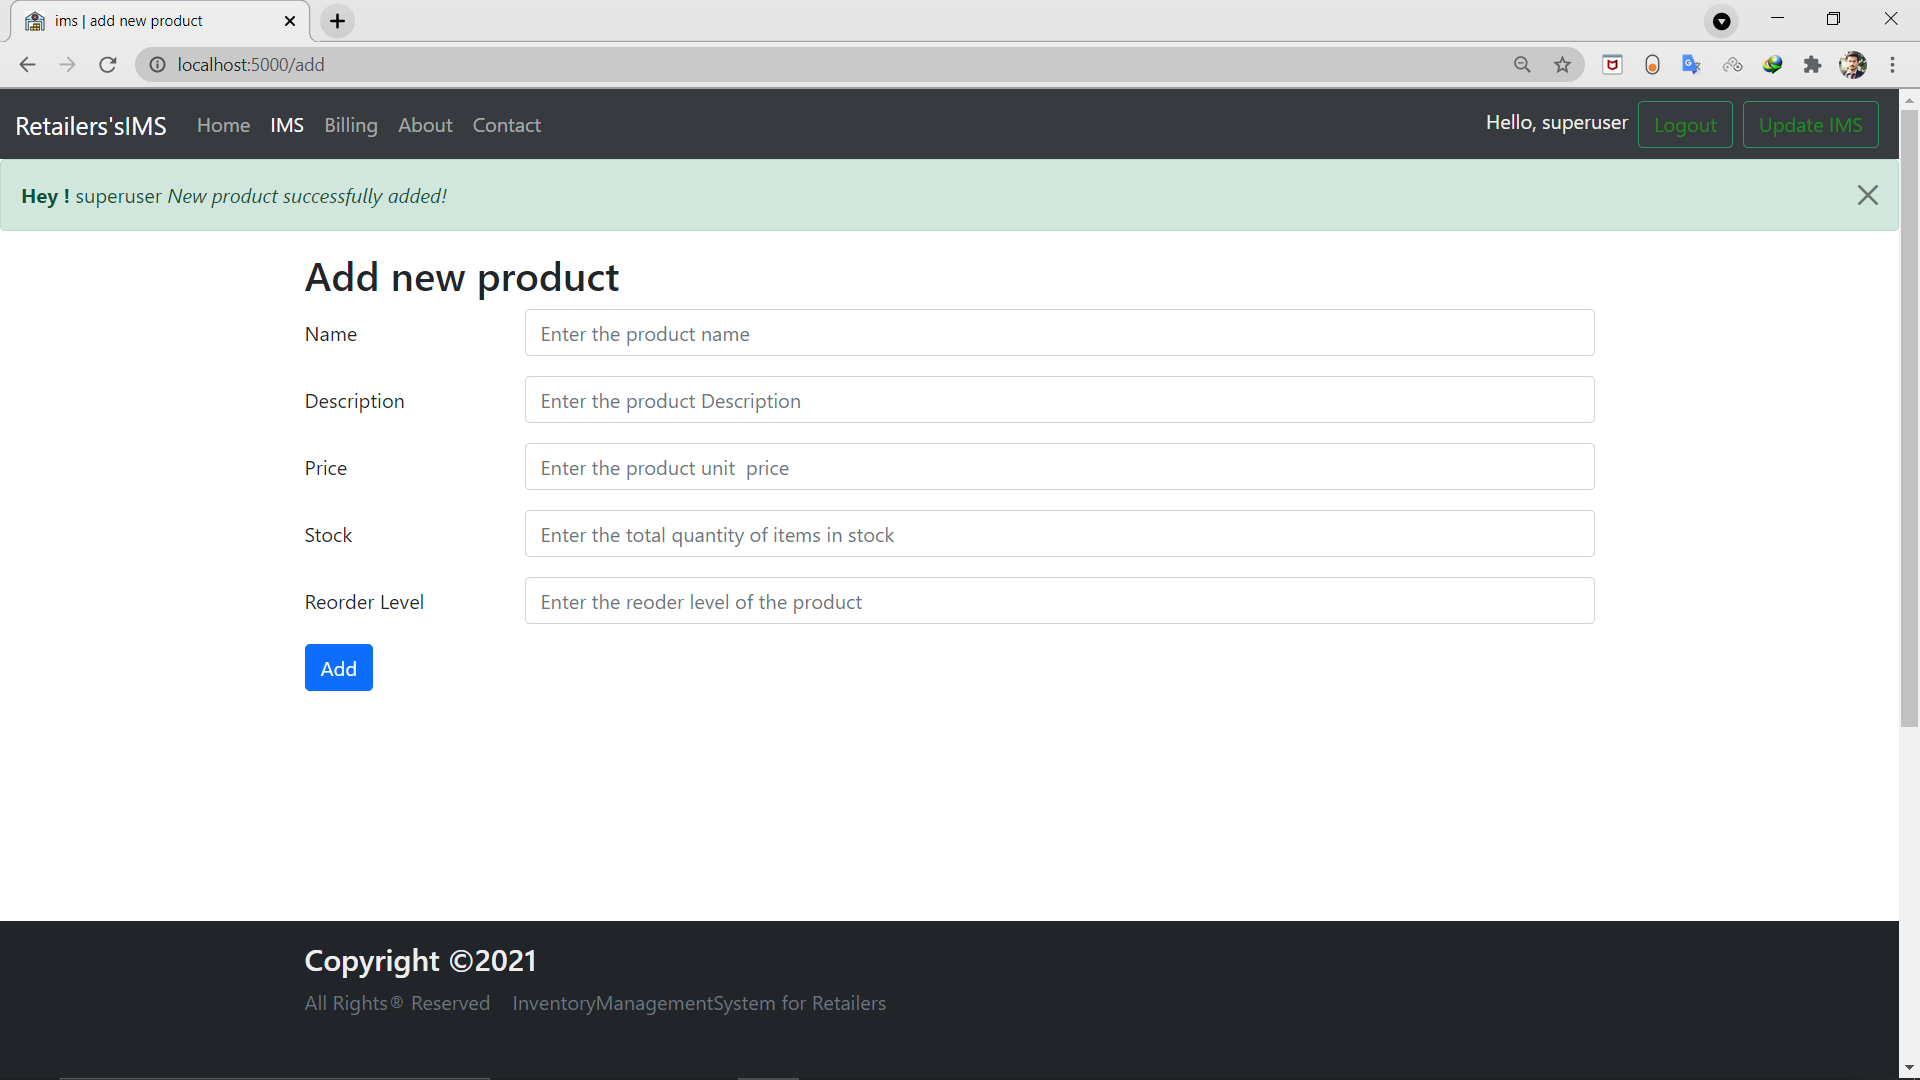 ims | add new product
localhost:5000/add
Retailers'sIMS Home IMS Billing About Contact Hello, superuser Logout Update IMS
Hey ! superuser New product successfully added!
Add new product
Name Enter the product name
Description Enter the product Description
Price Enter the product unit  price
Stock Enter the total quantity of items in stock
Reorder Level Enter the reoder level of the product
Add
Copyright ©2021
All Rights® Reserved InventoryManagementSystem for Retailers